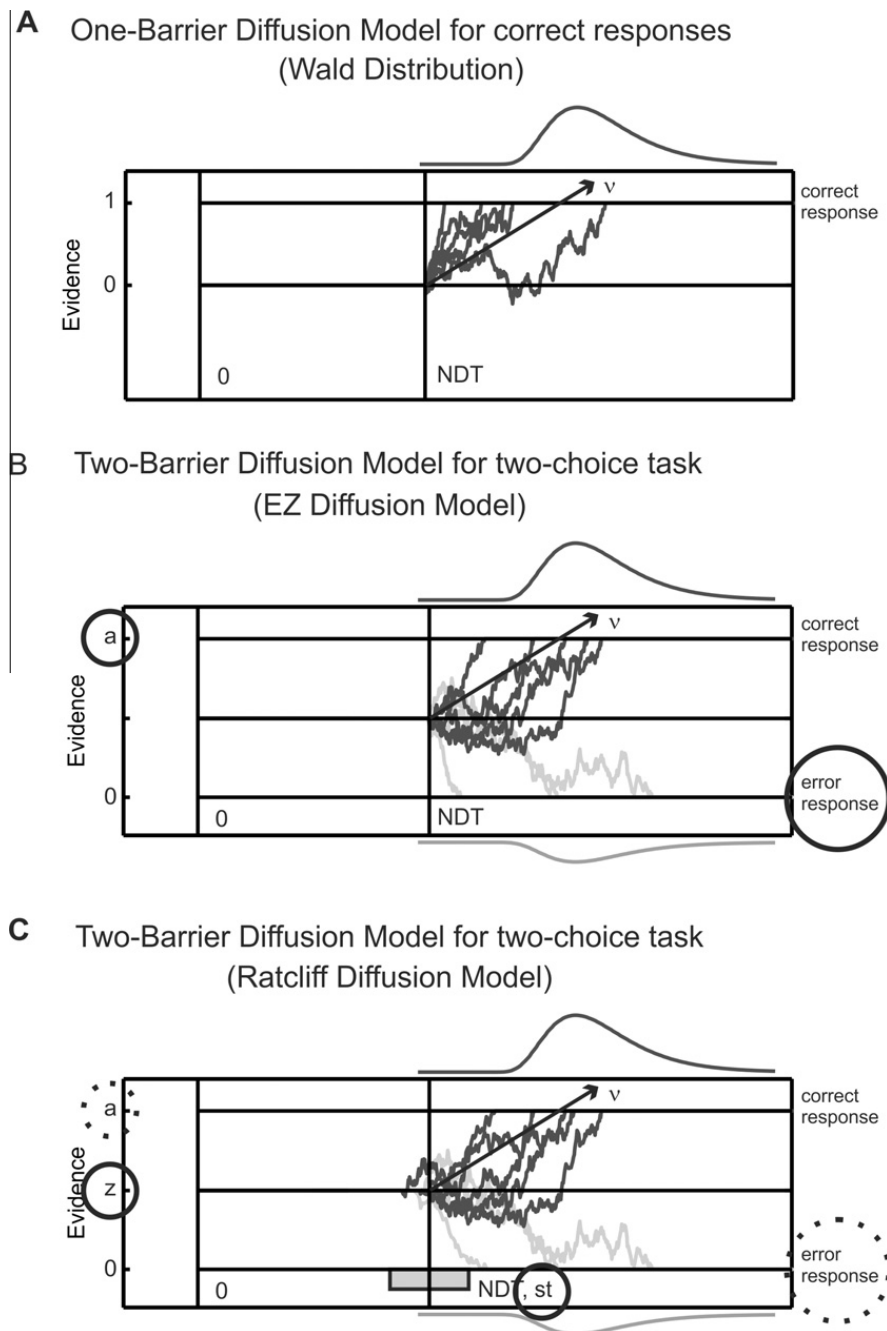 A
One-Barrier Diffusion Model for correct responses
(Wald Distribution)
1
ν
correct
response
Evidence
0
0
NDT
B
Two-Barrier Diffusion Model for two-choice task
(EZ Diffusion Model)
a
ν
correct
response
Evidence
0
error
response
0
NDT
C
Two-Barrier Diffusion Model for two-choice task
(Ratcliff Diffusion Model)
a
ν
correct
response
Evidence
z
0
error
response
0
NDT, st